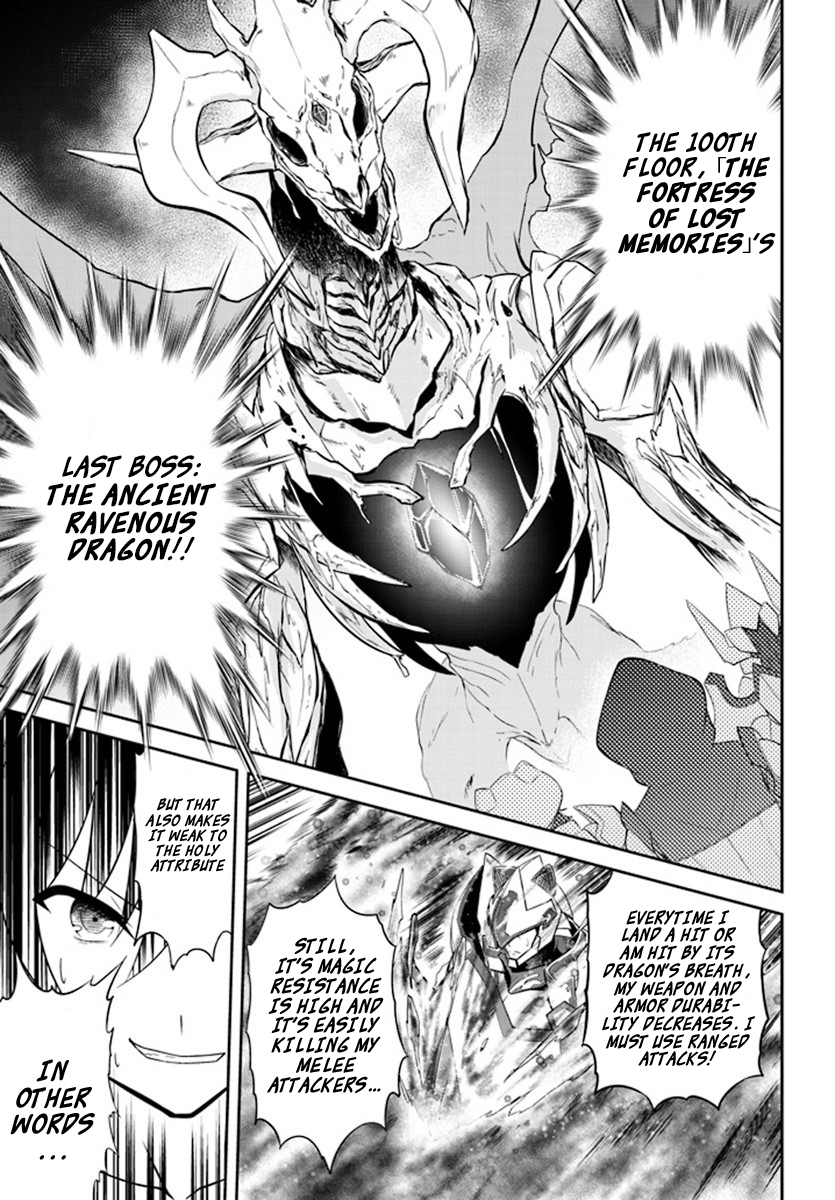 THE 100TH
FLOOR, 「THE
FORTRESS
OF LOST
MEMORIES」'S
LAST BOSS:
THE ANCIENT
RAVENOUS
DRAGON!!
EVERYTIME I
LAND A HIT OR
AM HIT BY ITS
DRAGON'S BREATH,
MY WEAPON AND
ARMOR DURABI-
LITY DECREASES. I
MUST USE RANGED
ATTACKS!
STILL,
IT'S MAGIC
RESISTANCE
IS HIGH AND
IT'S EASILY
KILLING MY
MELEE
ATTACKERS...
BUT THAT
ALSO MAKES
IT WEAK TO
THE HOLY
ATTRIBUTE
IN
OTHER
WORDS
...